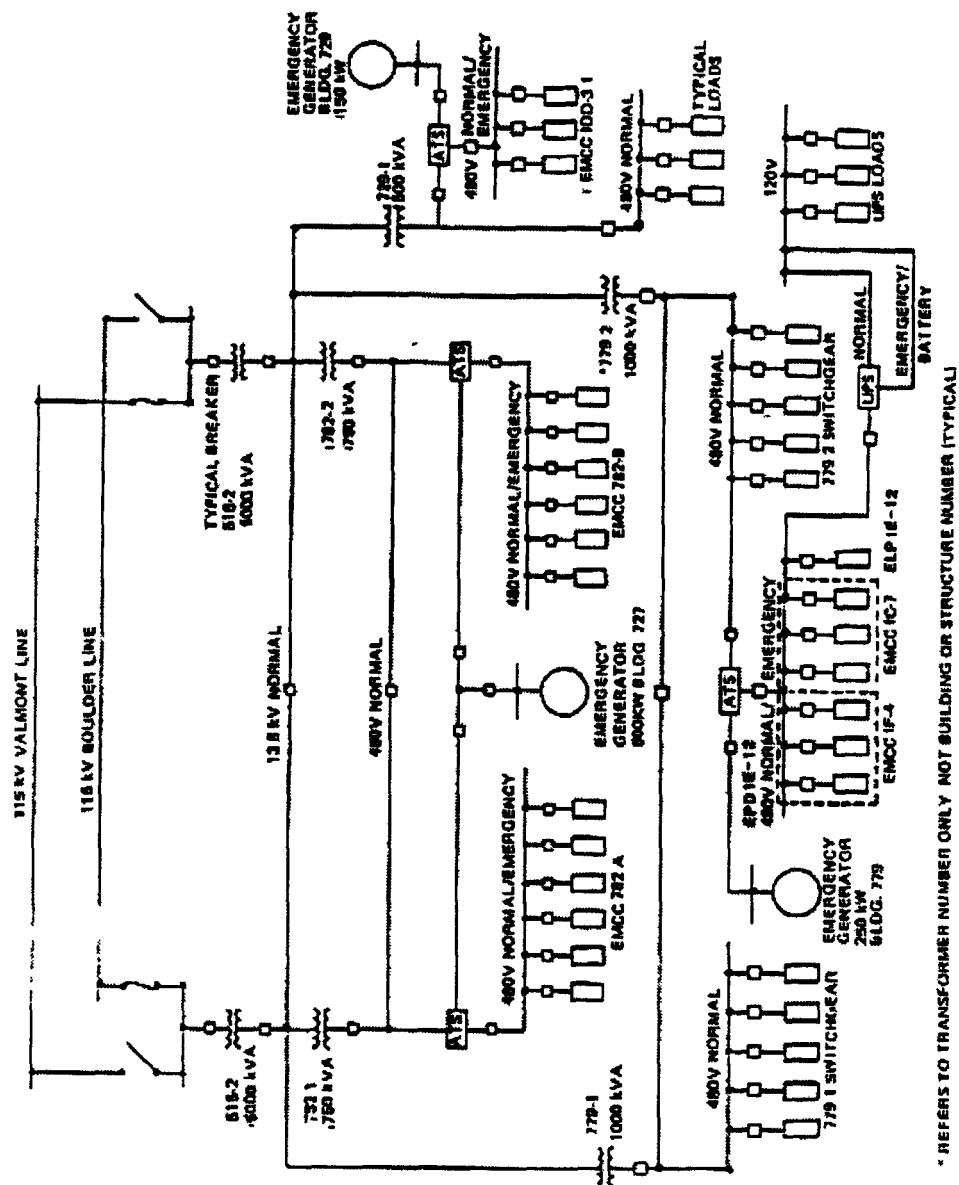 115 KV VALMONT LINE
115 KV BOULDER LINE
515-2
5000 kVA
TYPICAL BREAKER
515-2
5000 kVA
13.8 kV NORMAL
782-1
750 kVA
782-2
750 kVA
480V NORMAL
ATS
ATS
480V NORMAL/EMERGENCY
EMCC 782 A
EMERGENCY
GENERATOR
BLDG 727
480V NORMAL/EMERGENCY
EMCC 782-B
729-1
500 kVA
EMERGENCY
GENERATOR
BLDG. 729
150 kW
ATS
480V NORMAL/
EMERGENCY
EMCC 100-3 1
480V NORMAL
TYPICAL
LOADS
779-1
1000 kVA
*779 2
1000 kVA
480V NORMAL
779 1 SWITCHGEAR
480V NORMAL
779 2 SWITCHGEAR
EMERGENCY
GENERATOR
250 kW
BLDG. 779
ATS
EPD1E-12
480V NORMAL/ EMERGENCY
EMCC 1F-4
EMCC 1C-7
ELP 1E-12
UPS
NORMAL
EMERGENCY/
BATTERY
120V
UPS LOADS
* REFERS TO TRANSFORMER NUMBER ONLY NOT BUILDING OR STRUCTURE NUMBER (TYPICAL)